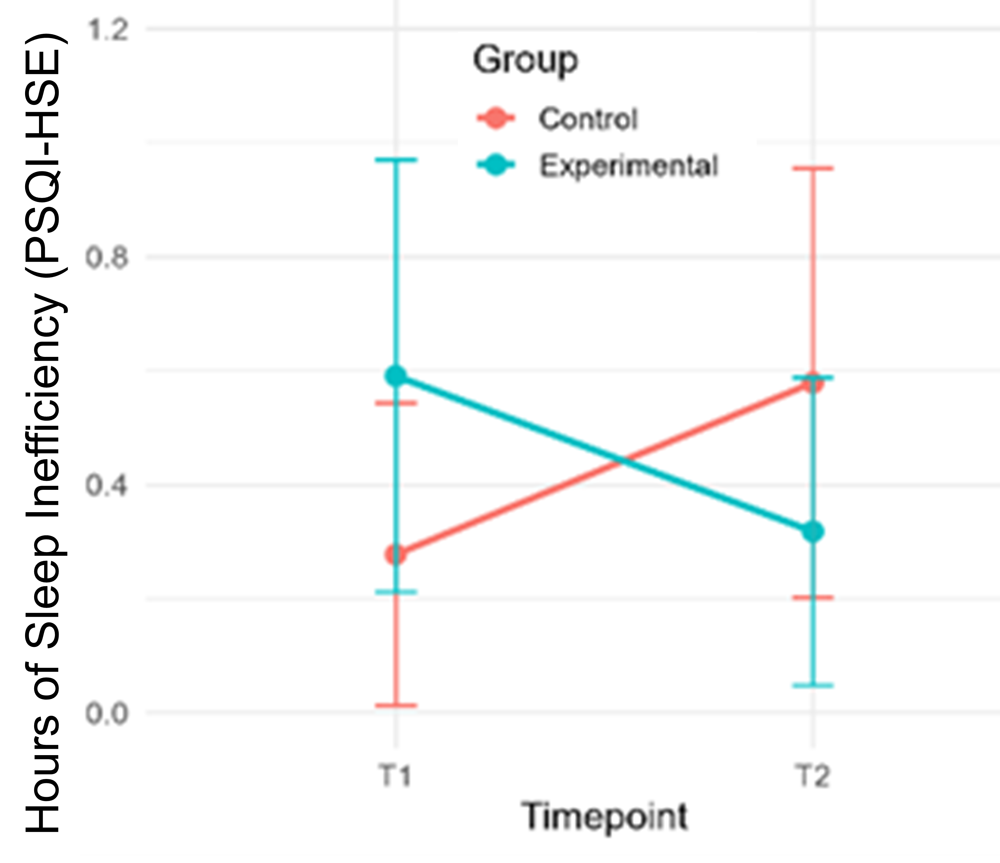 Hours of Sleep Inefficiency (PSQI-HSE)
1.2
0.8
0.4
0.0
Group
Control
Experimental
T1
T2
Timepoint